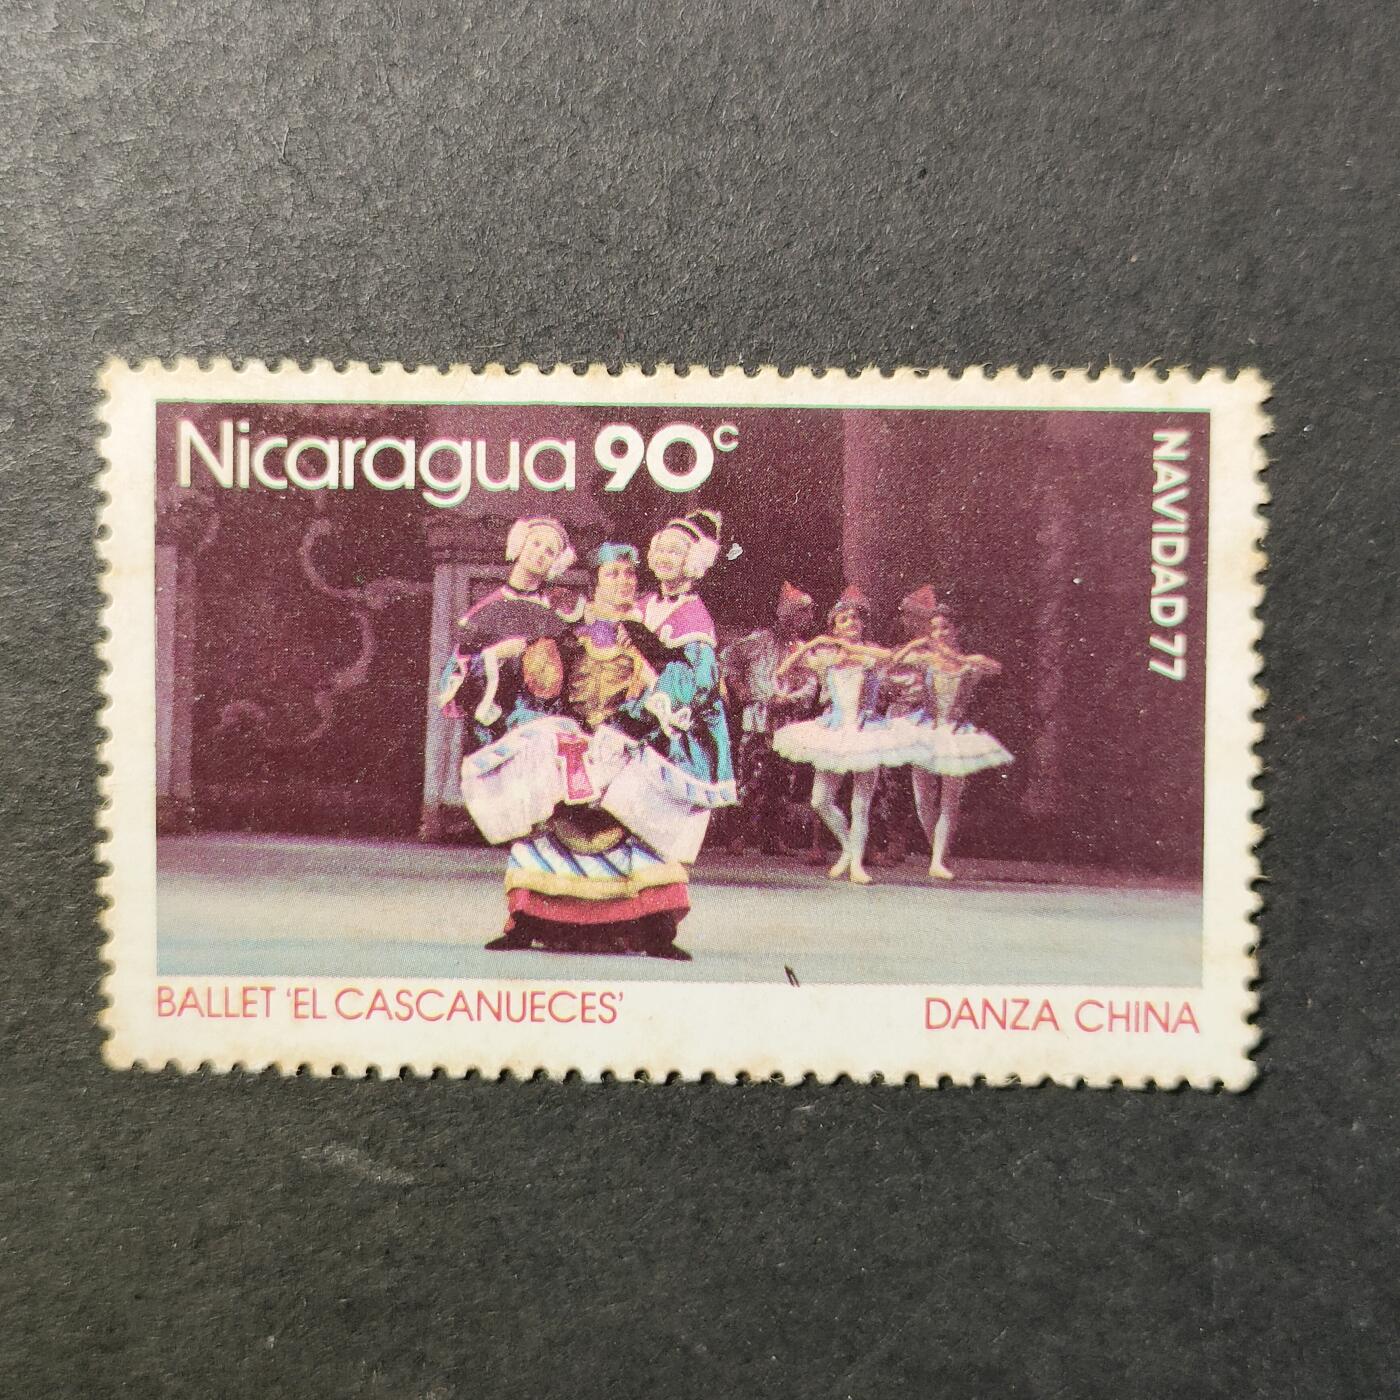 Nicaragua 90c
NAVIDAD 77
BALLET ‘EL CASCANUECES’
DANZA CHINA